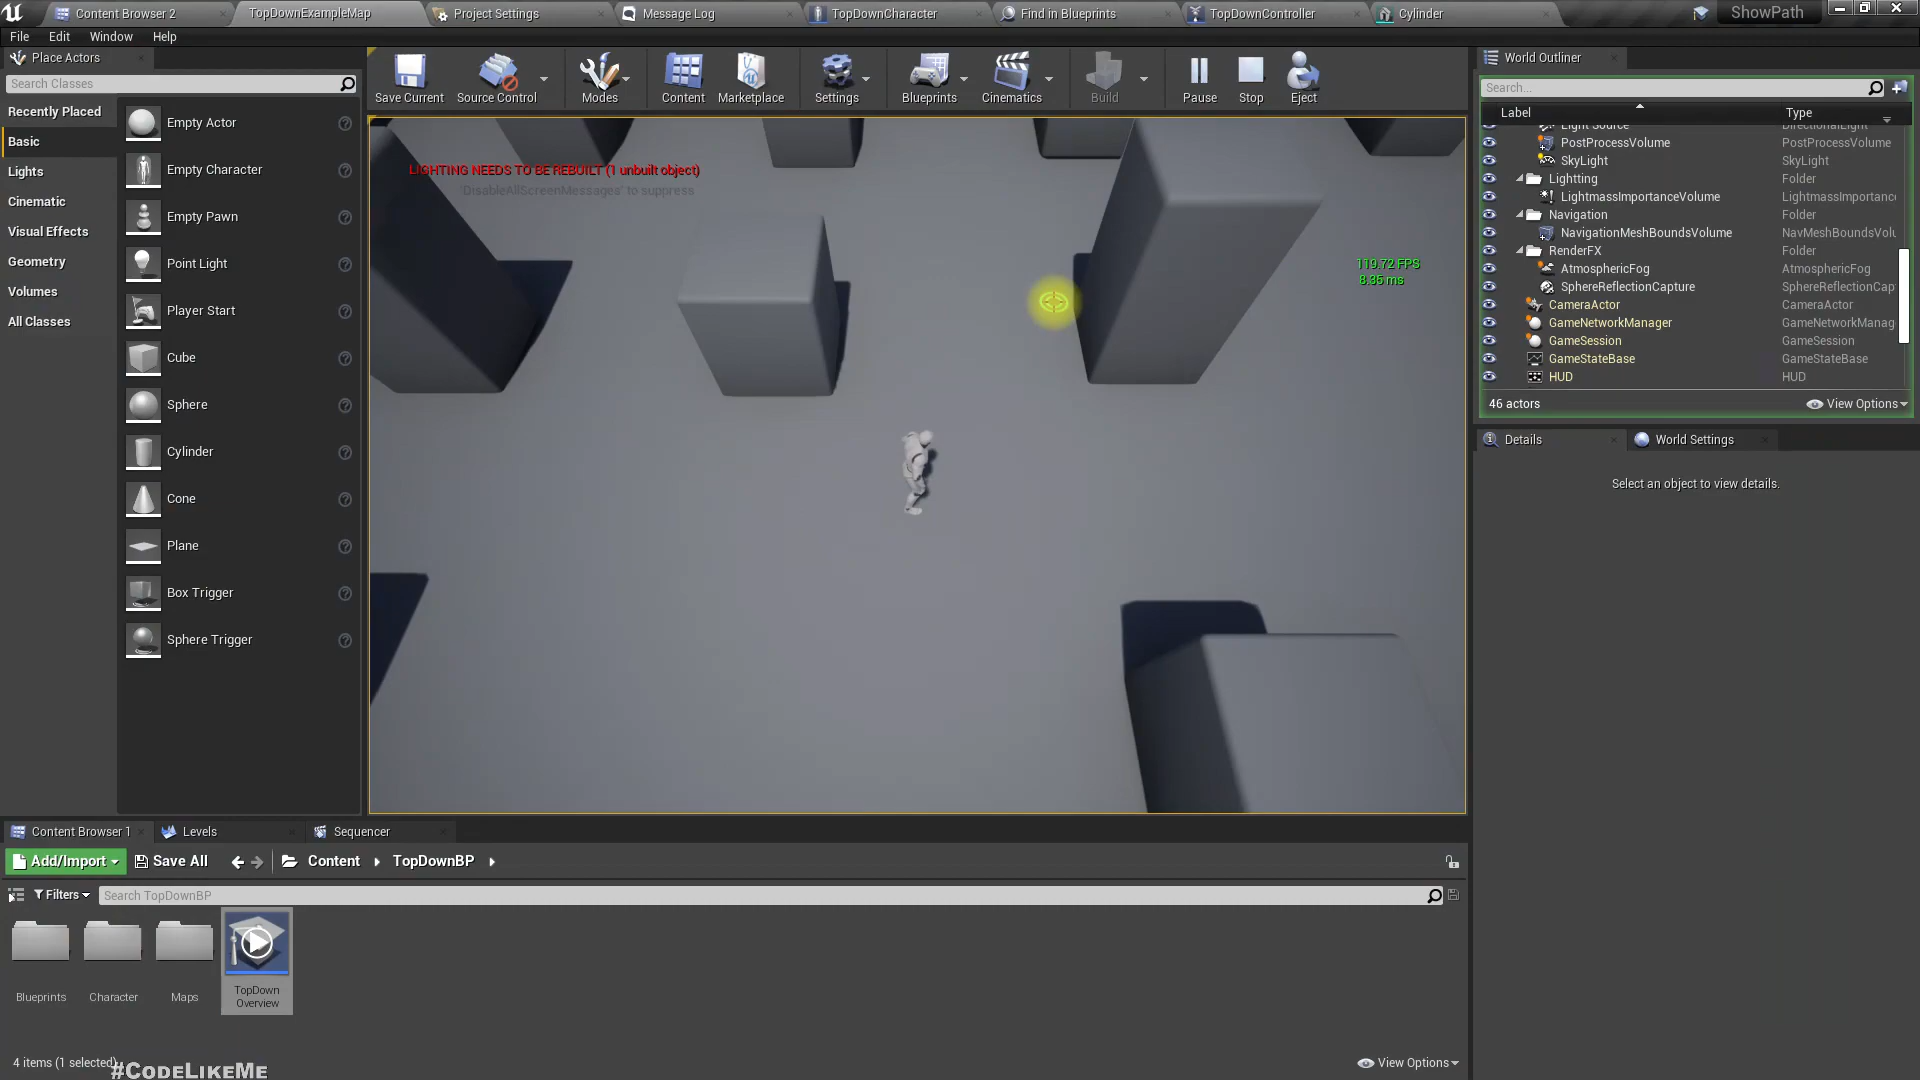 Content Browser 2
TopDownExampleMap
Project Settings
Message Log
TopDownCharacter
Find in Blueprints
TopDownController
Cylinder
ShowPath
File
Edit
Window
Help
Place Actors
Search Classes
Recently Placed
Basic
Lights
Cinematic
Visual Effects
Geometry
Volumes
All Classes
Empty Actor
Empty Character
Empty Pawn
Point Light
Player Start
Cube
Sphere
Cylinder
Cone
Plane
Box Trigger
Sphere Trigger
Save Current
Source Control
Modes
Content
Marketplace
Settings
Blueprints
Cinematics
Build
Pause
Stop
Eject
LIGHTING NEEDS TO BE REBUILT (1 unbuilt object)
'DisableAllScreenMessages' to suppress
119.72 FPS
8.35 ms
World Outliner
Search...
Label
Type
Light Source
DirectionalLight
PostProcessVolume
PostProcessVolume
SkyLight
SkyLight
Lightting
Folder
LightmassImportanceVolume
LightmassImportance
Navigation
Folder
NavigationMeshBoundsVolume
NavMeshBoundsVolu
RenderFX
Folder
AtmosphericFog
AtmosphericFog
SphereReflectionCapture
SphereReflectionCap
CameraActor
CameraActor
GameNetworkManager
GameNetworkManag
GameSession
GameSession
GameStateBase
GameStateBase
HUD
HUD
46 actors
View Options
Details
World Settings
Select an object to view details.
Content Browser 1
Levels
Sequencer
Add/Import
Save All
Content
TopDownBP
Filters
Search TopDownBP
Blueprints
Character
Maps
TopDown
Overview
4 items (1 selected)
View Options
#CodeLikeMe